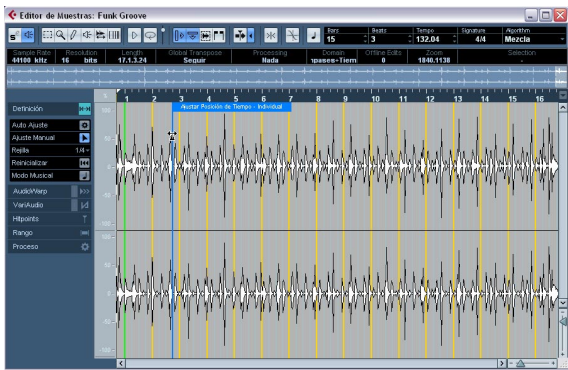 Editor de Muestras: Funk Groove
Bars Beats Tempo Signature Algorithm
15 3 132.04 4/4 Mezcla
Sample Rate Resolution Length Global Transpose Processing Domain Offline Edits Zoom Selection
44100 kHz 16 bits 17.1.3.24 Seguir Nada 1pases+Tiem 0 1840.1138 -
1 2 3 4 5 6 7 8 9 10 11 12 13 14 15 16
Definición
Ajustar Posición de Tiempo - Individual
Auto Ajuste
Ajuste Manual
Rejilla 1/4
Reinicializar
Modo Musical
AudioWarp
VariAudio
Hitpoints
Rango
Proceso